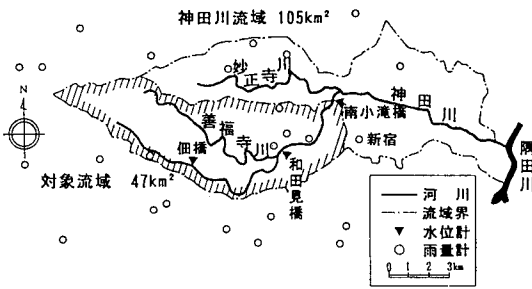 神田川流域 105km²
妙正寺川
神田川
南小滝橋
善福寺川
新宿
佃橋
和田見橋
隅田川
対象流域 47km²
N
河川
流域界
水位計
雨量計
0 1 2 3km